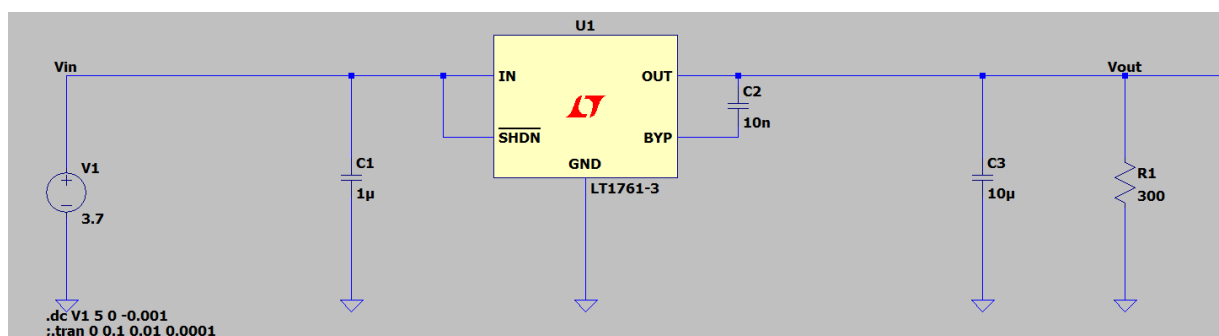 U1
Vin
IN
OUT
Vout
C2
10n
SHDN
BYP
V1
C1
GND
C3
R1
3.7
1µ
LT1761-3
10µ
300
.dc V1 5 0 -0.001
;.tran 0 0.1 0.01 0.0001